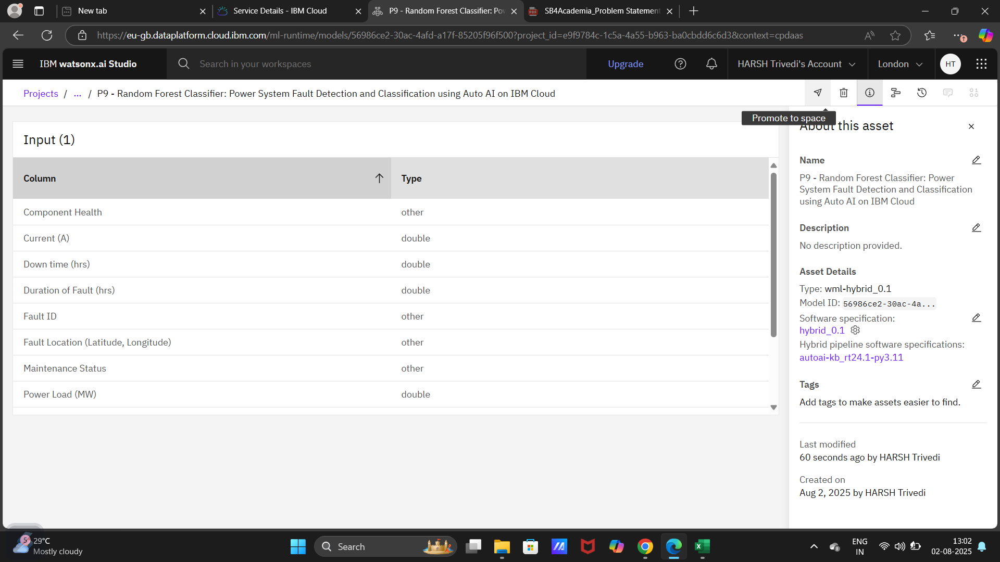 New tab
Service Details - IBM Cloud
P9 - Random Forest Classifier: Po
SB4Academia_Problem Statement
https://eu-gb.dataplatform.cloud.ibm.com/ml-runtime/models/56986ce2-30ac-4afd-a17f-85205f96f500?project_id=e9f9784c-1c5a-4a55-b963-ba0cbdd6c6d3&context=cpdaas
IBM watsonx.ai Studio
Search in your workspaces
Upgrade
HARSH Trivedi's Account
London
HT
Projects / ... / P9 - Random Forest Classifier: Power System Fault Detection and Classification using Auto AI on IBM Cloud
Promote to space
Input (1)
Column Type
Component Health other
Current (A) double
Down time (hrs) double
Duration of Fault (hrs) double
Fault ID other
Fault Location (Latitude, Longitude) other
Maintenance Status other
Power Load (MW) double
About this asset
Name
P9 - Random Forest Classifier: Power
System Fault Detection and Classification
using Auto AI on IBM Cloud
Description
No description provided.
Asset Details
Type: wml-hybrid_0.1
Model ID: 56986ce2-30ac-4a...
Software specification:
hybrid_0.1
Hybrid pipeline software specifications:
autoai-kb_rt24.1-py3.11
Tags
Add tags to make assets easier to find.
Last modified
60 seconds ago by HARSH Trivedi
Created on
Aug 2, 2025 by HARSH Trivedi
5
29°C
Mostly cloudy
Search
ENG
IN
13:02
02-08-2025